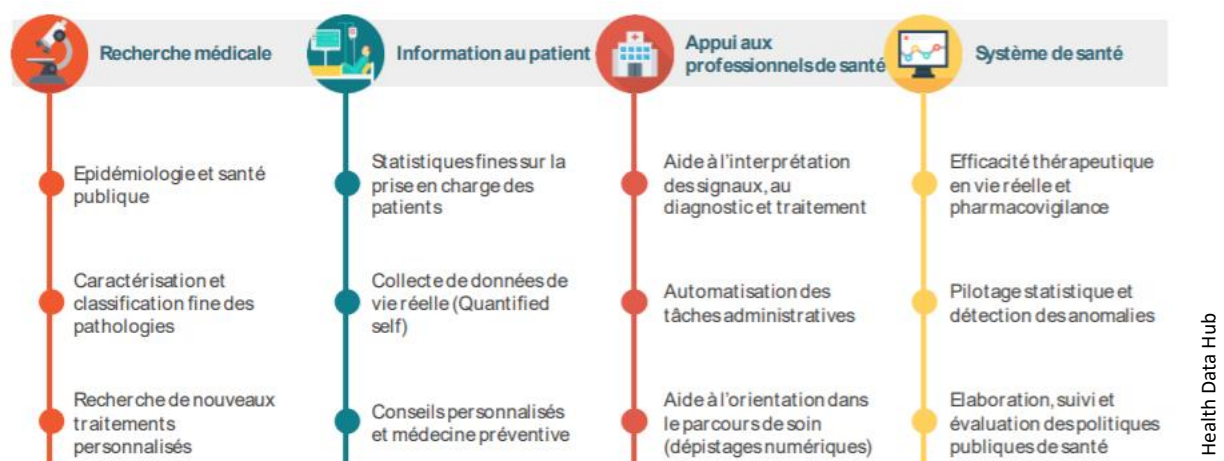 Recherche médicale
Epidémiologie et santé
publique
Caractérisation et
classification fine des
pathologies
Recherche de nouveaux
traitements
personnalisés
Information au patient
Statistiques fines sur la
prise en charge des
patients
Collecte de données de
vie réelle (Quantified
self)
Conseils personnalisés
et médecine préventive
Appui aux
professionnels de santé
Aide à l'interprétation
des signaux, au
diagnostic et traitement
Automatisation des
tâches administratives
Aide à l'orientation dans
le parcours de soin
(dépistages numériques)
Système de santé
Efficacité thérapeutique
en vie réelle et
pharmacovigilance
Pilotage statistique et
détection des anomalies
Elaboration, suivi et
évaluation des politiques
publiques de santé
Health Data Hub